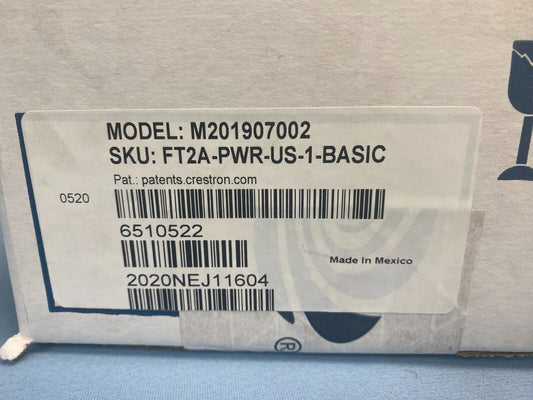 MODEL: M201907002
SKU: FT2A-PWR-US-1-BASIC
Pat.: patents.crestron.com
0520
6510522
Made In Mexico
2020NEJ11604
®